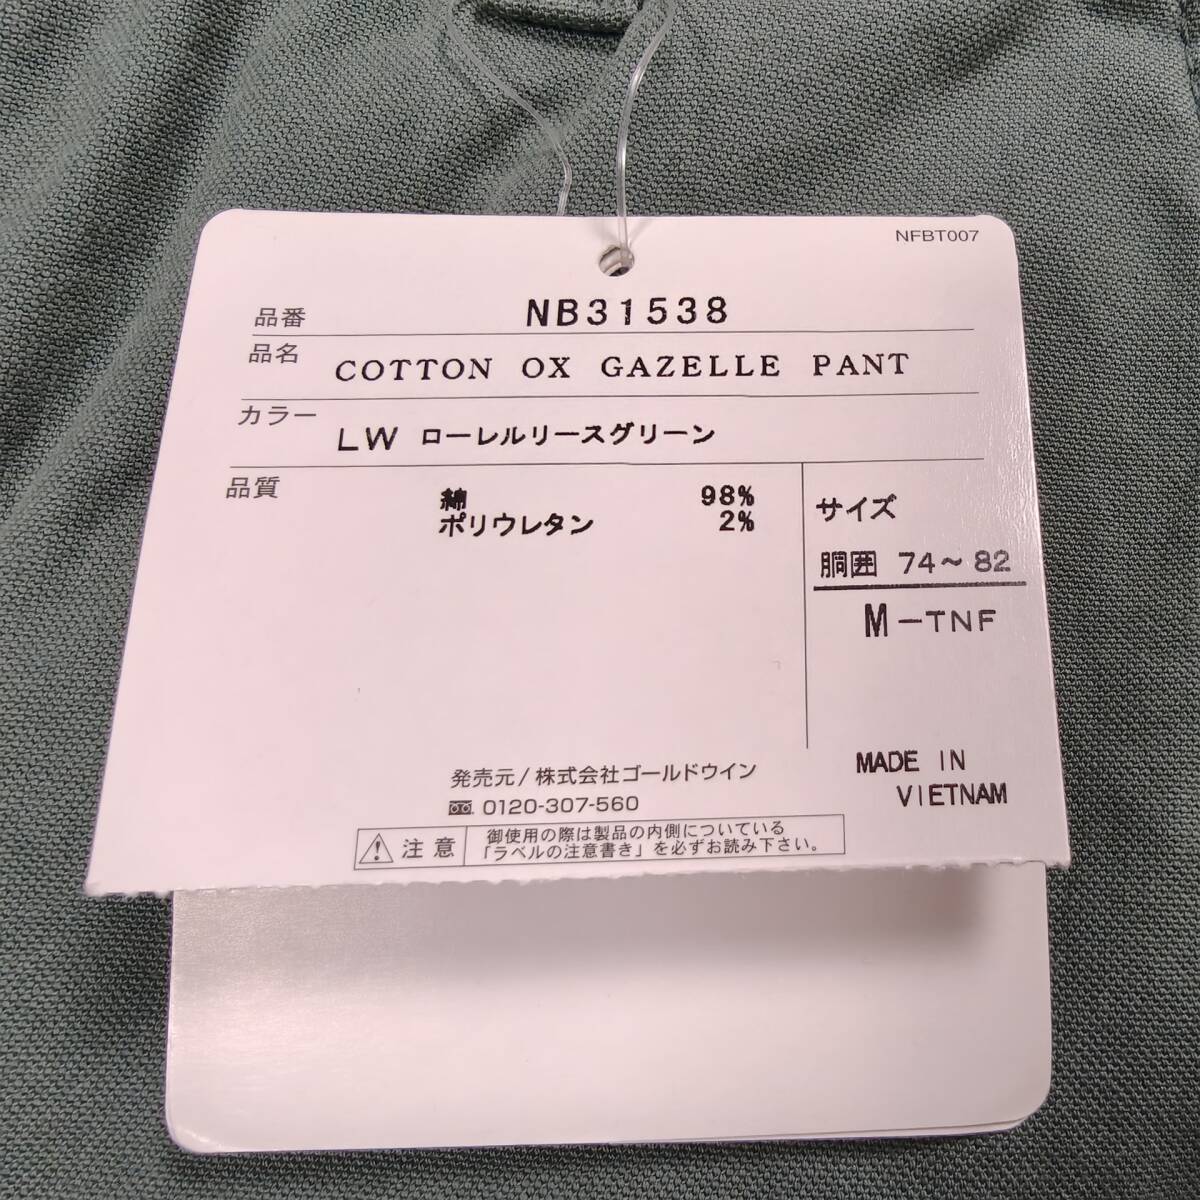 NFBT007
品番 NB31538
品名 COTTON OX GAZELLE PANT
カラー LW ローレルリースグリーン
品質
綿 98%
ポリウレタン 2%
サイズ
胴囲 74~82
M-TNF
発売元/株式会社ゴールドウイン
0120-307-560
MADE IN
VIETNAM
注意
御使用の際は製品の内側についている
「ラベルの注意書き」を必ずお読み下さい。